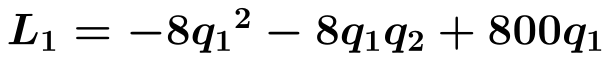 L₁ = −8q₁² − 8q₁q₂ + 800q₁